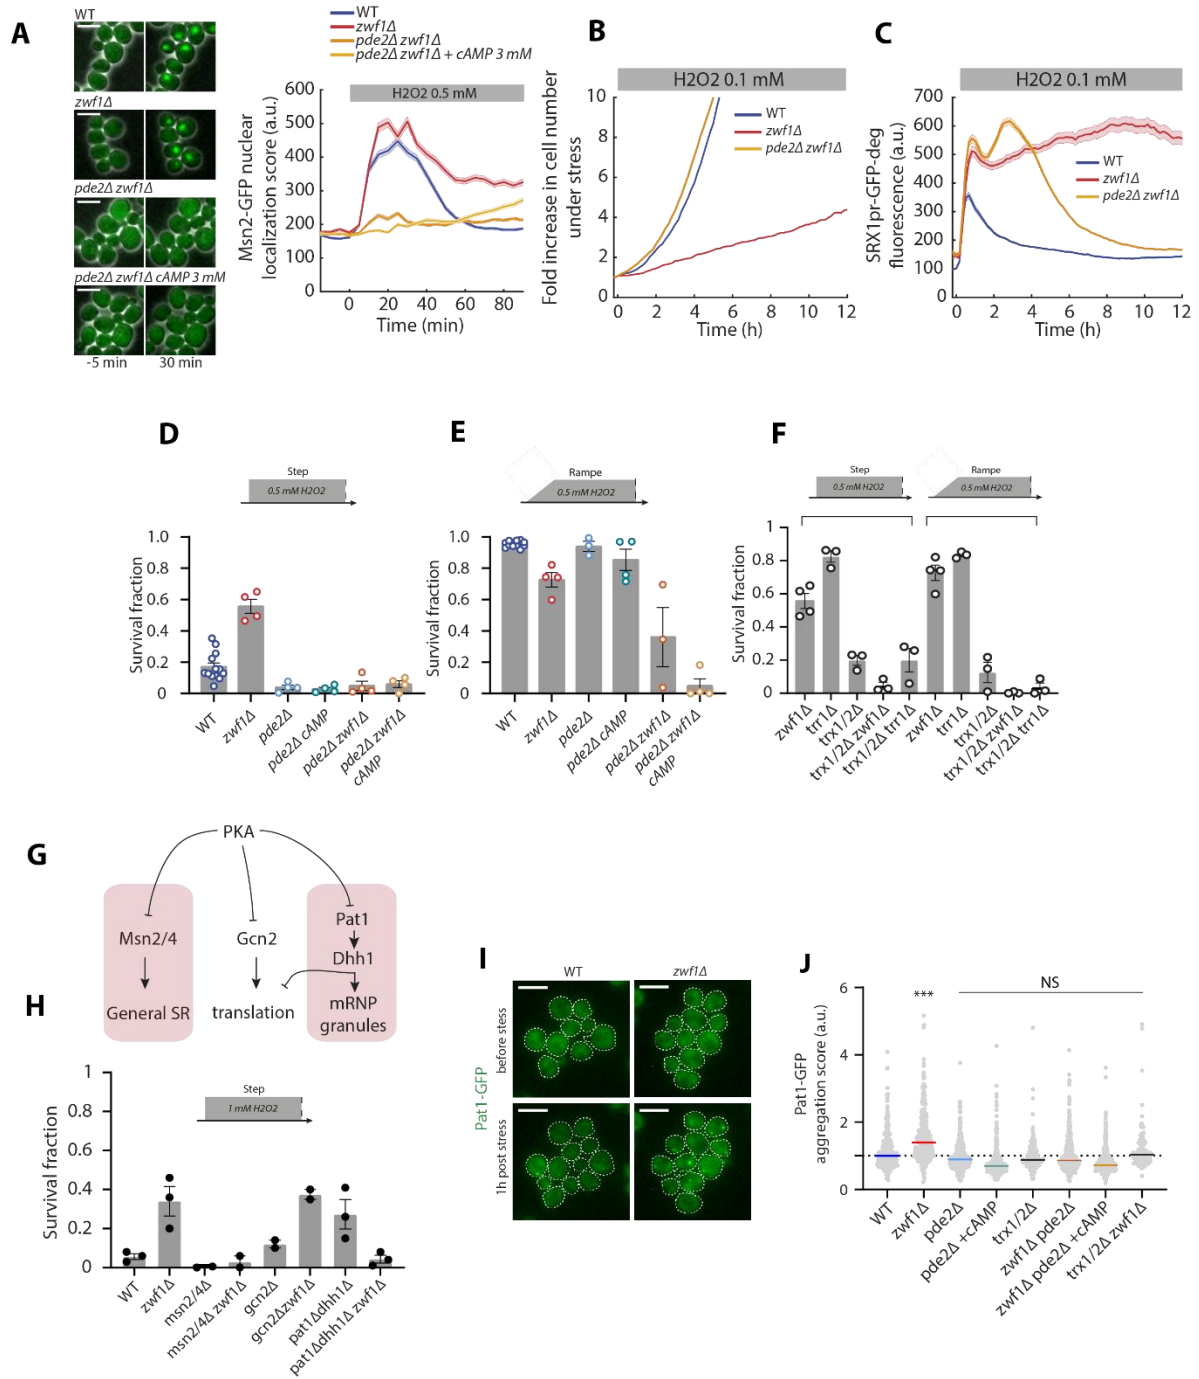 A
WT
zwf1Δ
pde2Δ zwf1Δ
pde2Δ zwf1Δ cAMP 3 mM
-5 min
30 min
WT
zwf1Δ
pde2Δ zwf1Δ
pde2Δ zwf1Δ + cAMP 3 mM
H2O2 0.5 mM
Msn2-GFP nuclear
localization score (a.u.)
600
500
400
300
200
100
0
0
20
40
60
80
Time (min)
B
H2O2 0.1 mM
Fold increase in cell number
under stress
10
8
6
4
2
0
WT
zwf1Δ
pde2Δ zwf1Δ
0
2
4
6
8
10
12
Time (h)
C
H2O2 0.1 mM
SRX1pr-GFP-deg
fluorescence (a.u.)
700
600
500
400
300
200
100
0
WT
zwf1Δ
pde2Δ zwf1Δ
0
2
4
6
8
10
12
Time (h)
D
Step
0.5 mM H2O2
Survival fraction
1.0
0.8
0.6
0.4
0.2
0
WT
zwf1Δ
pde2Δ
pde2Δ cAMP
pde2Δ zwf1Δ
pde2Δ zwf1Δ
cAMP
E
Rampe
0.5 mM H2O2
Survival fraction
1.0
0.8
0.6
0.4
0.2
0
WT
zwf1Δ
pde2Δ
pde2Δ cAMP
pde2Δ zwf1Δ
pde2Δ zwf1Δ
cAMP
F
Step
0.5 mM H2O2
Rampe
0.5 mM H2O2
Survival fraction
1
0.8
0.6
0.4
0.2
0
zwf1Δ
trr1Δ
trx1/2Δ
trx1/2Δ zwf1Δ
trx1/2Δ trr1Δ
zwf1Δ
trr1Δ
trx1/2Δ
trx1/2Δ zwf1Δ
trx1/2Δ trr1Δ
G
PKA
Msn2/4
General SR
Gcn2
translation
Pat1
Dhh1
mRNP
granules
H
Step
1 mM H2O2
Survival fraction
1
0.8
0.6
0.4
0.2
0
WT
zwf1Δ
msn2/4Δ
msn2/4Δ zwf1Δ
gcn2Δ
gcn2Δzwf1Δ
pat1Δdhh1Δ
pat1Δdhh1Δ zwf1Δ
I
WT
zwf1Δ
Pat1-GFP
before stess
1h post stress
J
Pat1-GFP
aggregation score (a.u.)
6
4
2
1
0
***
NS
WT
zwf1Δ
pde2Δ
pde2Δ +cAMP
trx1/2Δ
zwf1Δ pde2Δ
zwf1Δ pde2Δ +cAMP
trx1/2Δ zwf1Δ